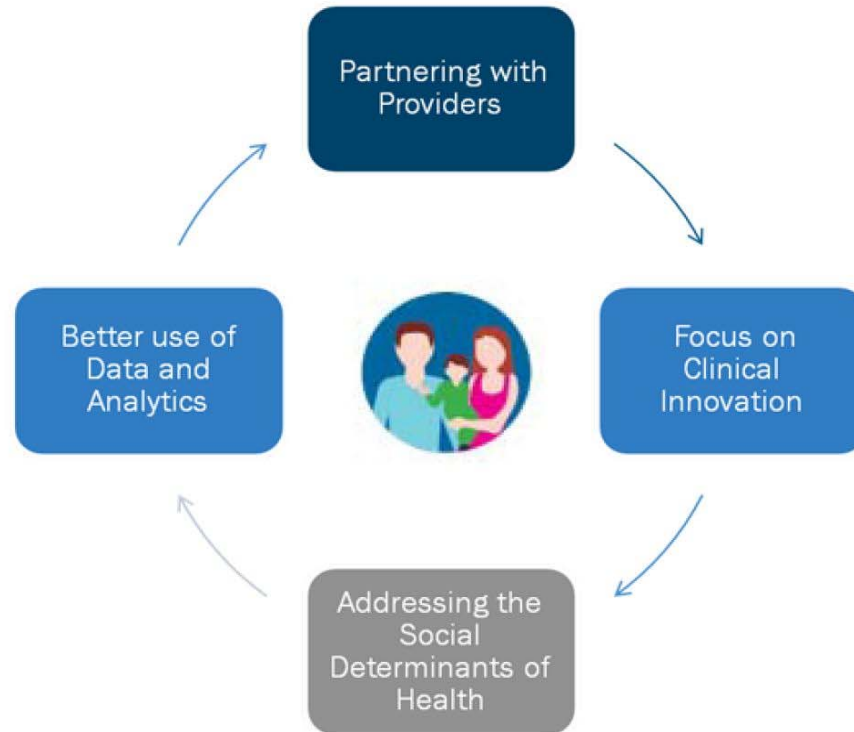 Partnering with
Providers
Better use of
Data and
Analytics
Focus on
Clinical
Innovation
Addressing the
Social
Determinants of
Health